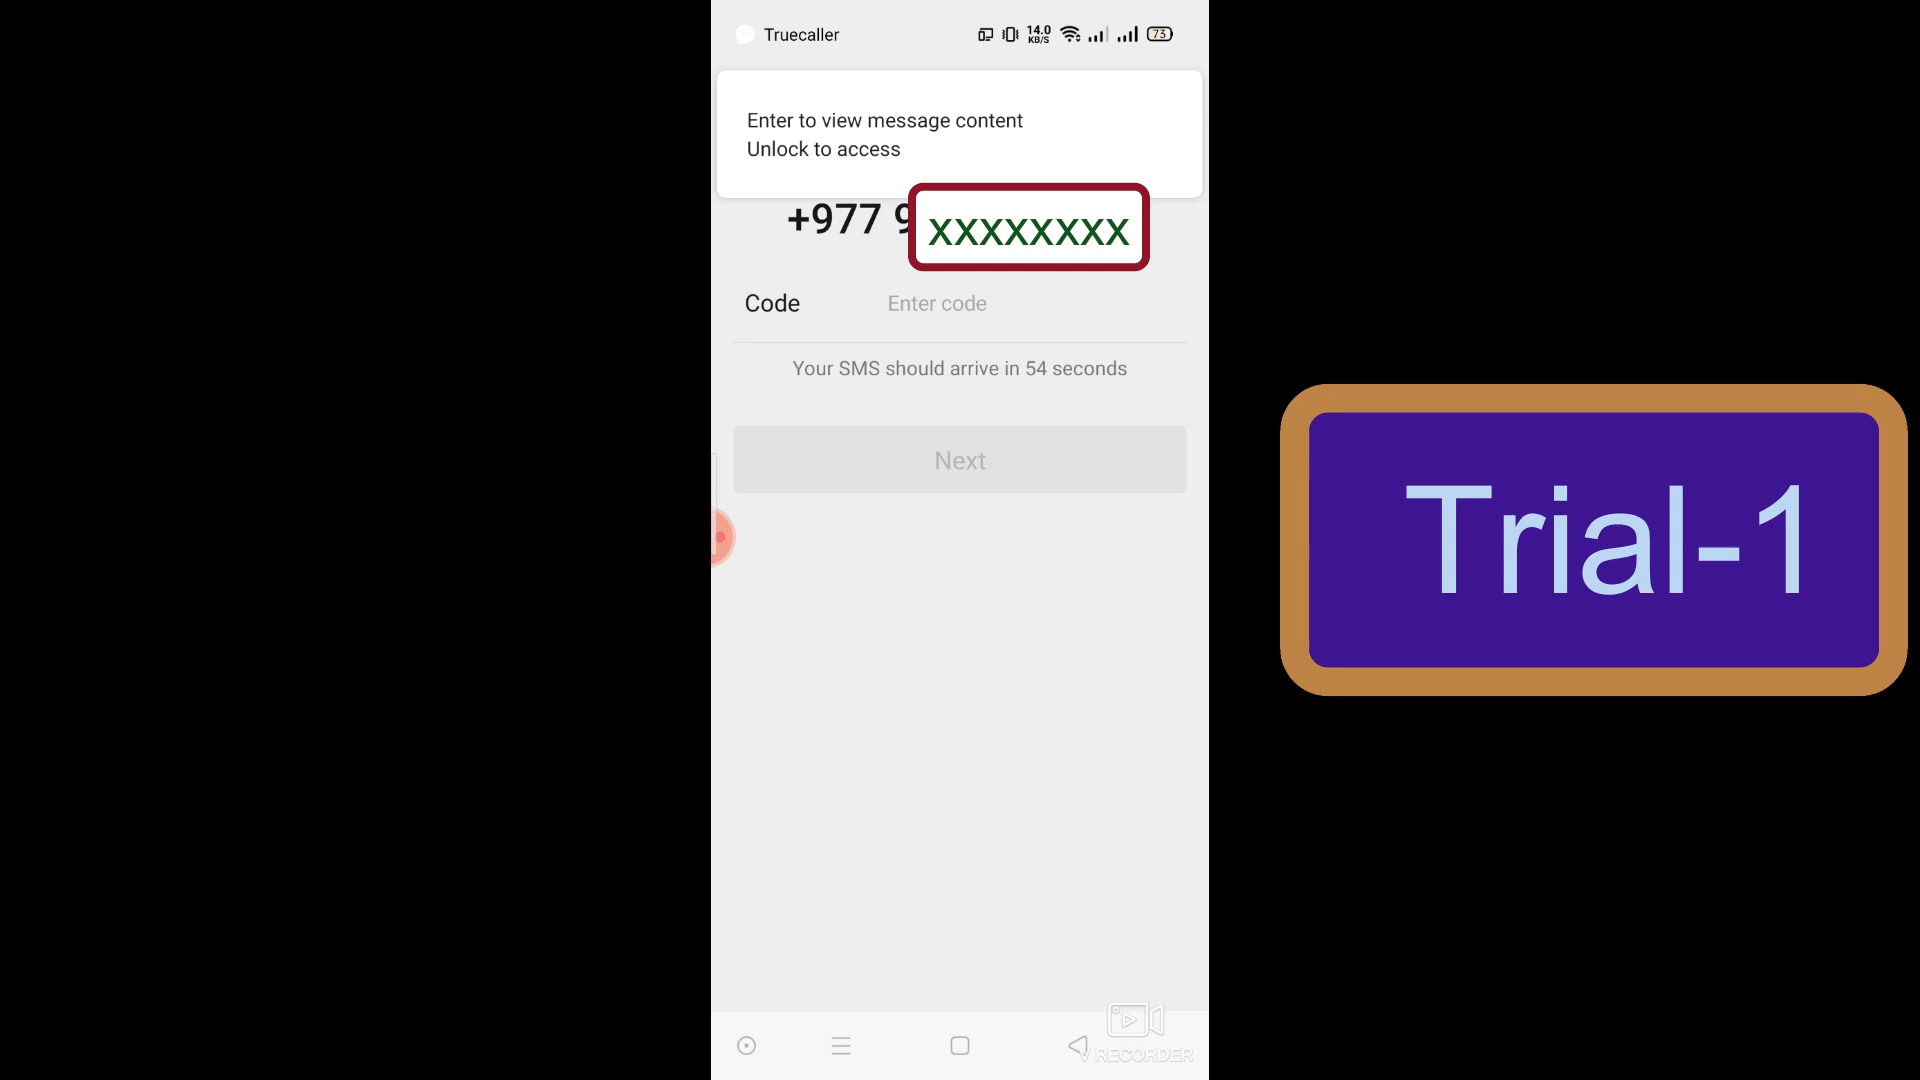 Truecaller
14.0
KB/S
73
Enter to view message content
Unlock to access
+977 9
xxxxxxxx
Code
Enter code
Your SMS should arrive in 54 seconds
Next
Trial-1
V RECORDER